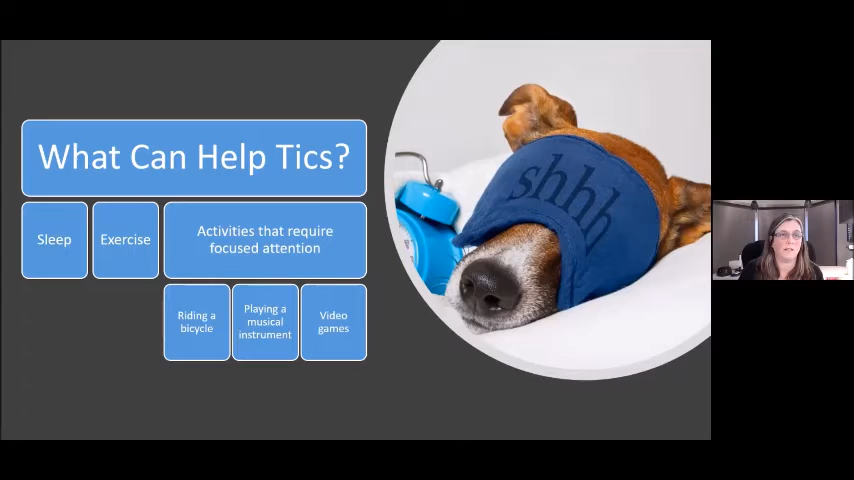 What Can Help Tics?
Sleep
Exercise
Activities that require
focused attention
Riding a
bicycle
Playing a
musical
instrument
Video
games
shhh